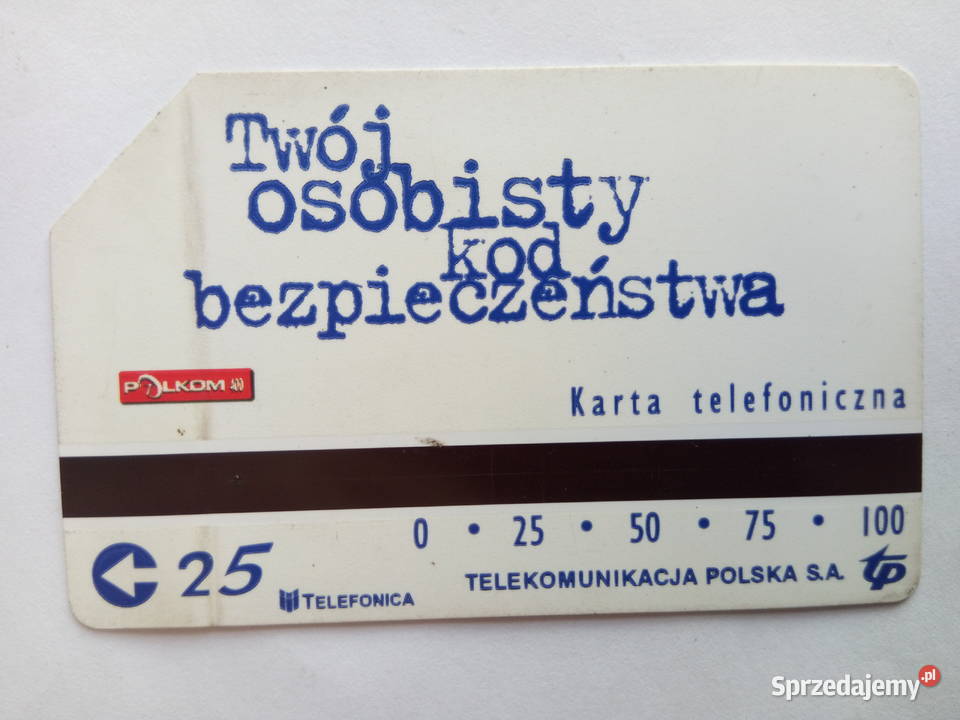 Twój
osobisty
kod
bezpieczeństwa
POLKOM
Karta telefoniczna
0 • 25 • 50 • 75 • 100
25
TELEFONICA
TELEKOMUNIKACJA POLSKA S.A. tp
Sprzedajemy.pl